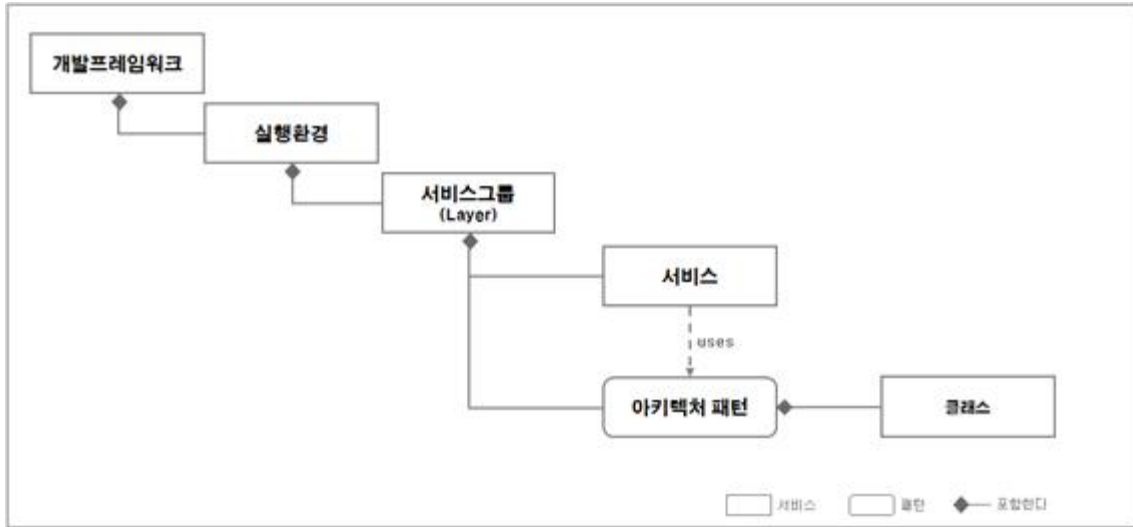 개발프레임워크
실행환경
서비스그룹
(Layer)
서비스
uses
아키텍처 패턴
클래스
서비스
패턴
포함한다